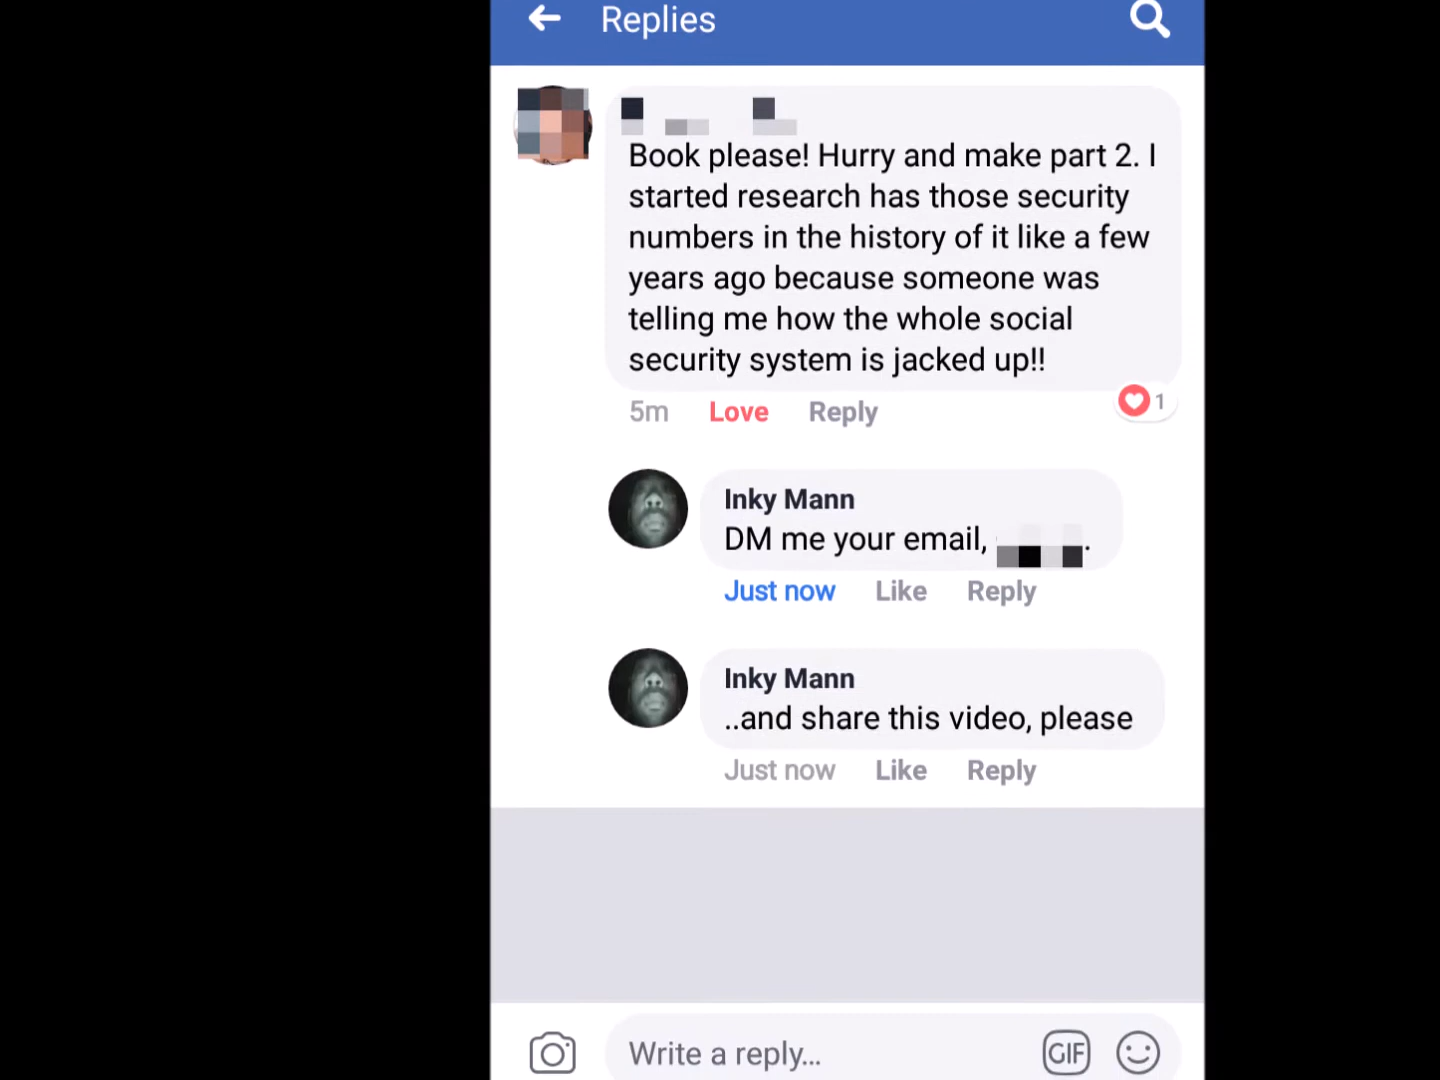 Replies
Book please! Hurry and make part 2. I
started research has those security
numbers in the history of it like a few
years ago because someone was
telling me how the whole social
security system is jacked up!!
5m Love Reply 1
Inky Mann
DM me your email, .
Just now Like Reply
Inky Mann
..and share this video, please
Just now Like Reply
Write a reply... GIF